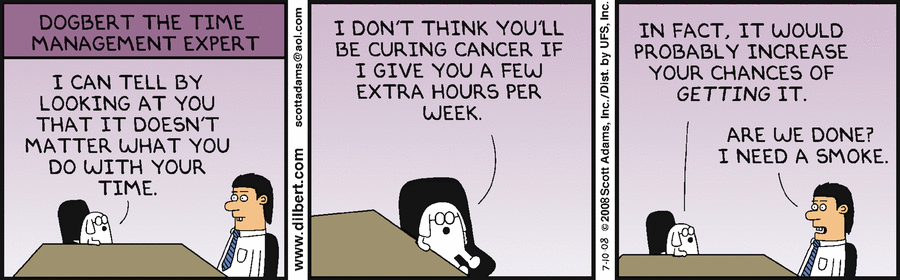 DOGBERT THE TIME
MANAGEMENT EXPERT
I CAN TELL BY
LOOKING AT YOU
THAT IT DOESN'T
MATTER WHAT YOU
DO WITH YOUR
TIME.
www.dilbert.com scottadams@aol.com
I DON'T THINK YOU'LL
BE CURING CANCER IF
I GIVE YOU A FEW
EXTRA HOURS PER
WEEK.
7-10-08 © 2008 Scott Adams, Inc./Dist. by UFS, Inc.
IN FACT, IT WOULD
PROBABLY INCREASE
YOUR CHANCES OF
GETTING IT.
ARE WE DONE?
I NEED A SMOKE.